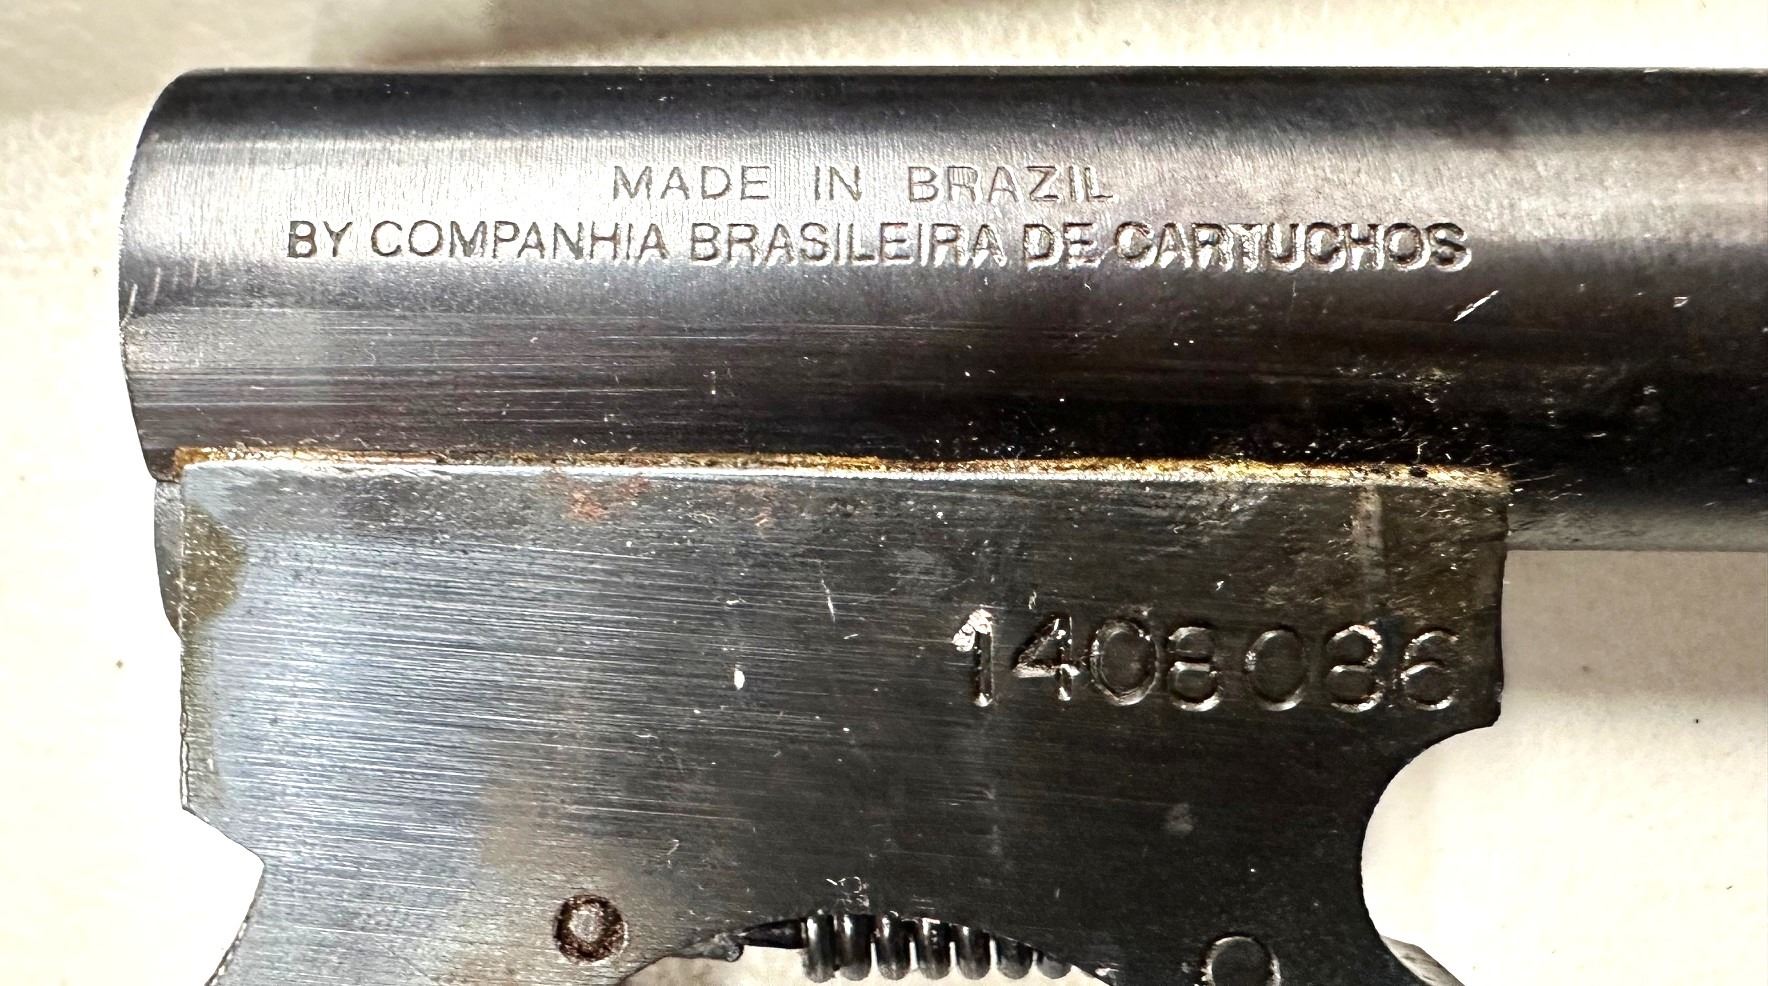 MADE IN BRAZIL
BY COMPANHIA BRASILEIRA DE CARTUCHOS
1408086